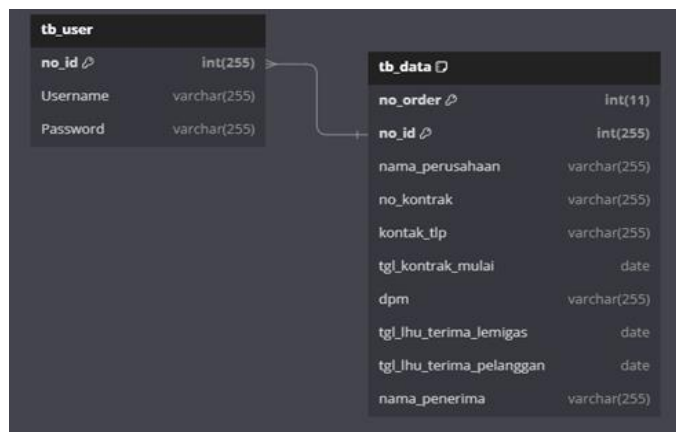 tb_user
no_id int(255)
Username varchar(255)
Password varchar(255)
tb_data
no_order int(11)
no_id int(255)
nama_perusahaan varchar(255)
no_kontrak varchar(255)
kontak_tlp varchar(255)
tgl_kontrak_mulai date
dpm varchar(255)
tgl_lhu_terima_lemigas date
tgl_lhu_terima_pelanggan date
nama_penerima varchar(255)